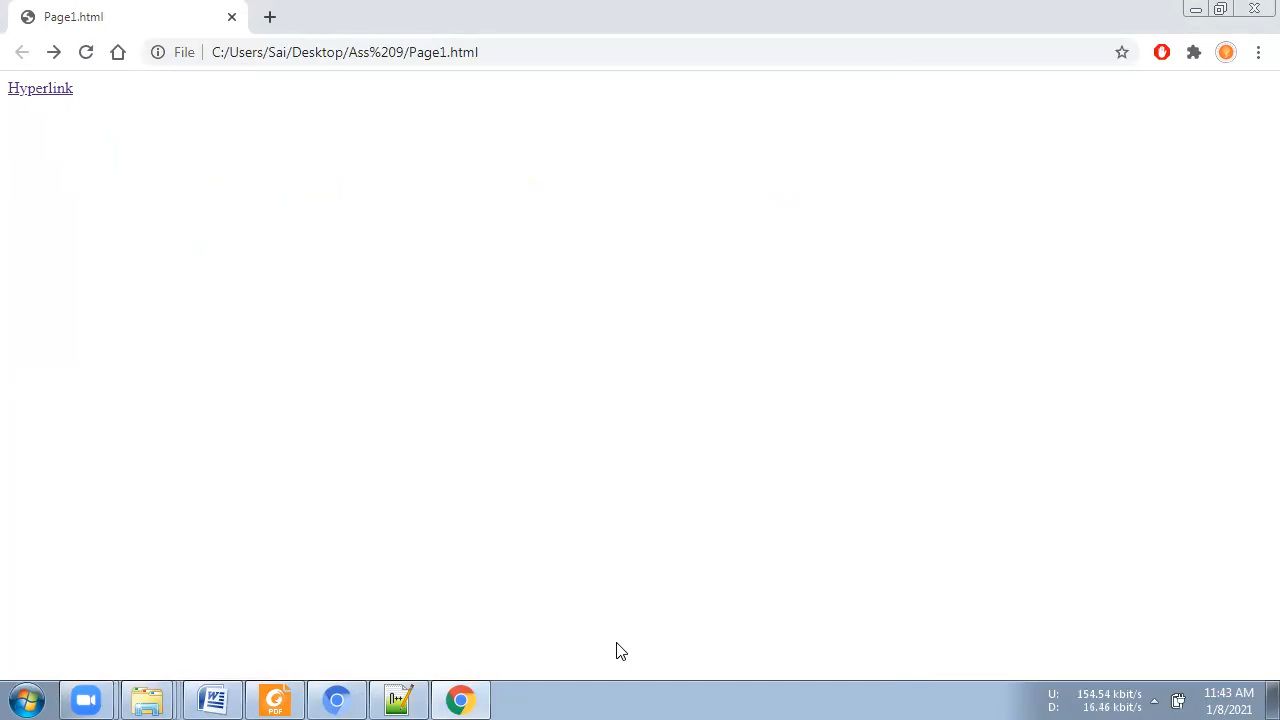 Page1.html
File C:/Users/Sai/Desktop/Ass%209/Page1.html
Hyperlink
PDF
U: 154.54 kbit/s
D: 16.46 kbit/s
11:43 AM
1/8/2021